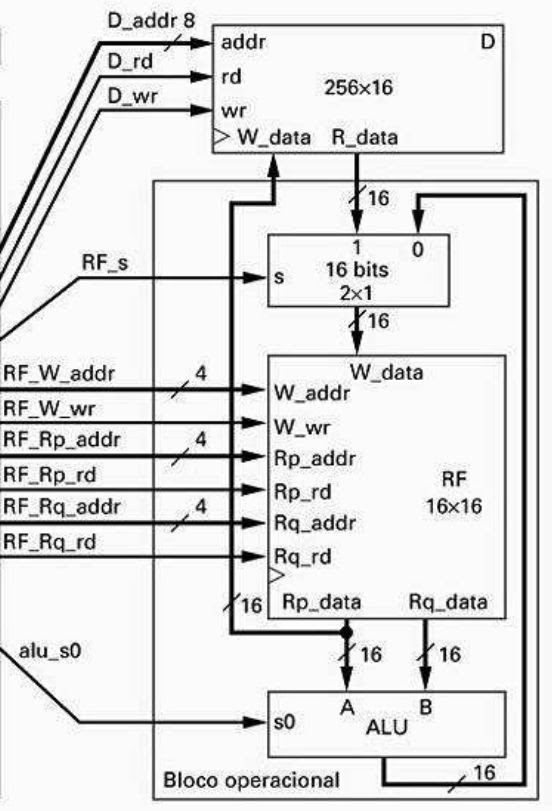 D_addr 8
D_rd
D_wr
addr
D
rd
256×16
wr
W_data R_data
16
1 0
RF_s
s
16 bits
2×1
16
W_data
RF_W_addr
4
W_addr
RF_W_wr
W_wr
RF_Rp_addr
4
Rp_addr
RF_Rp_rd
Rp_rd
RF
16×16
RF_Rq_addr
4
Rq_addr
RF_Rq_rd
Rq_rd
16
Rp_data Rq_data
16
16
alu_s0
A B
s0
ALU
16
Bloco operacional